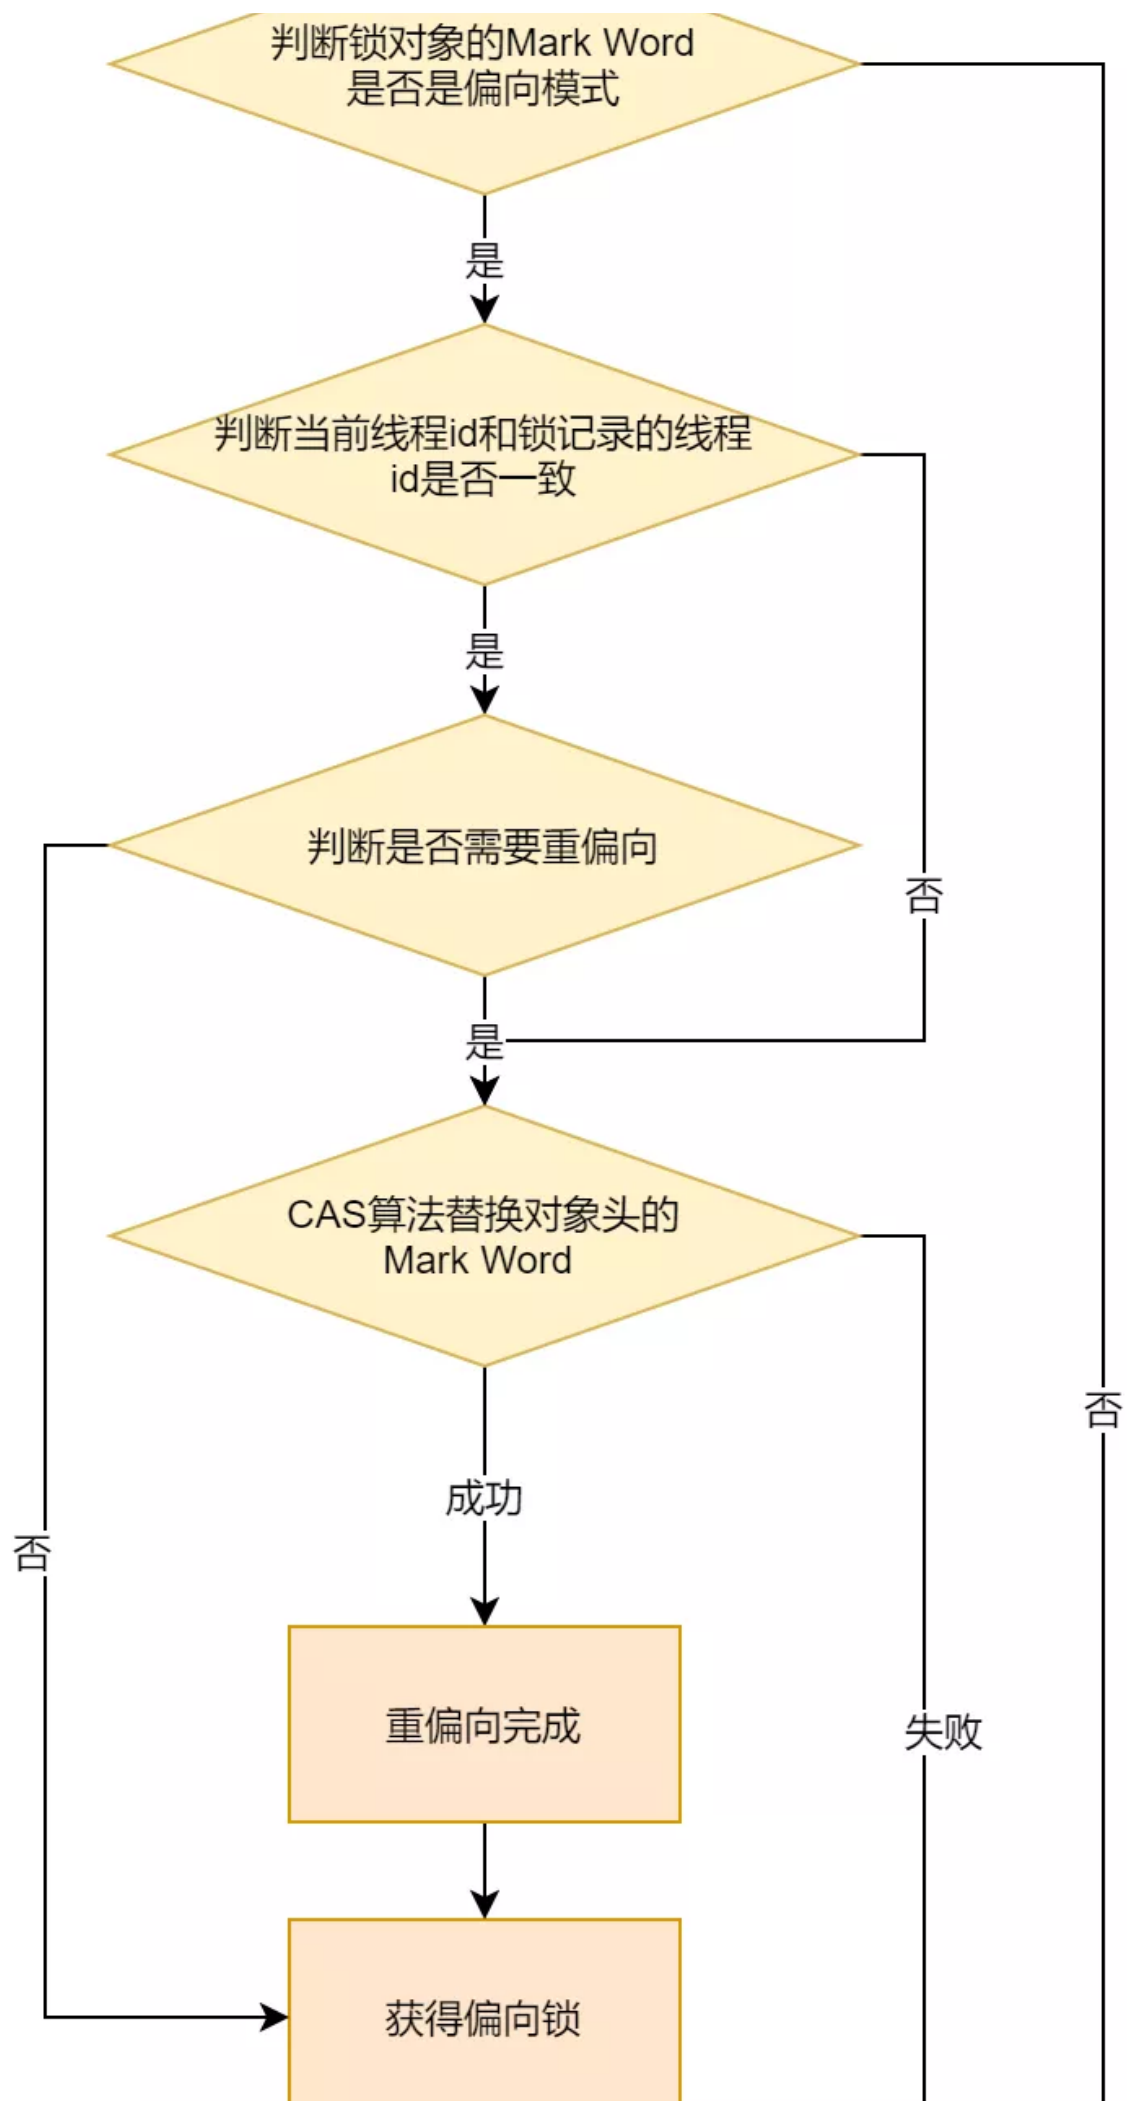 判断锁对象的Mark Word
是否是偏向模式
是
判断当前线程id和锁记录的线程
id是否一致
是
判断是否需要重偏向
否
是
CAS算法替换对象头的
Mark Word
否
成功
否
重偏向完成
失败
获得偏向锁